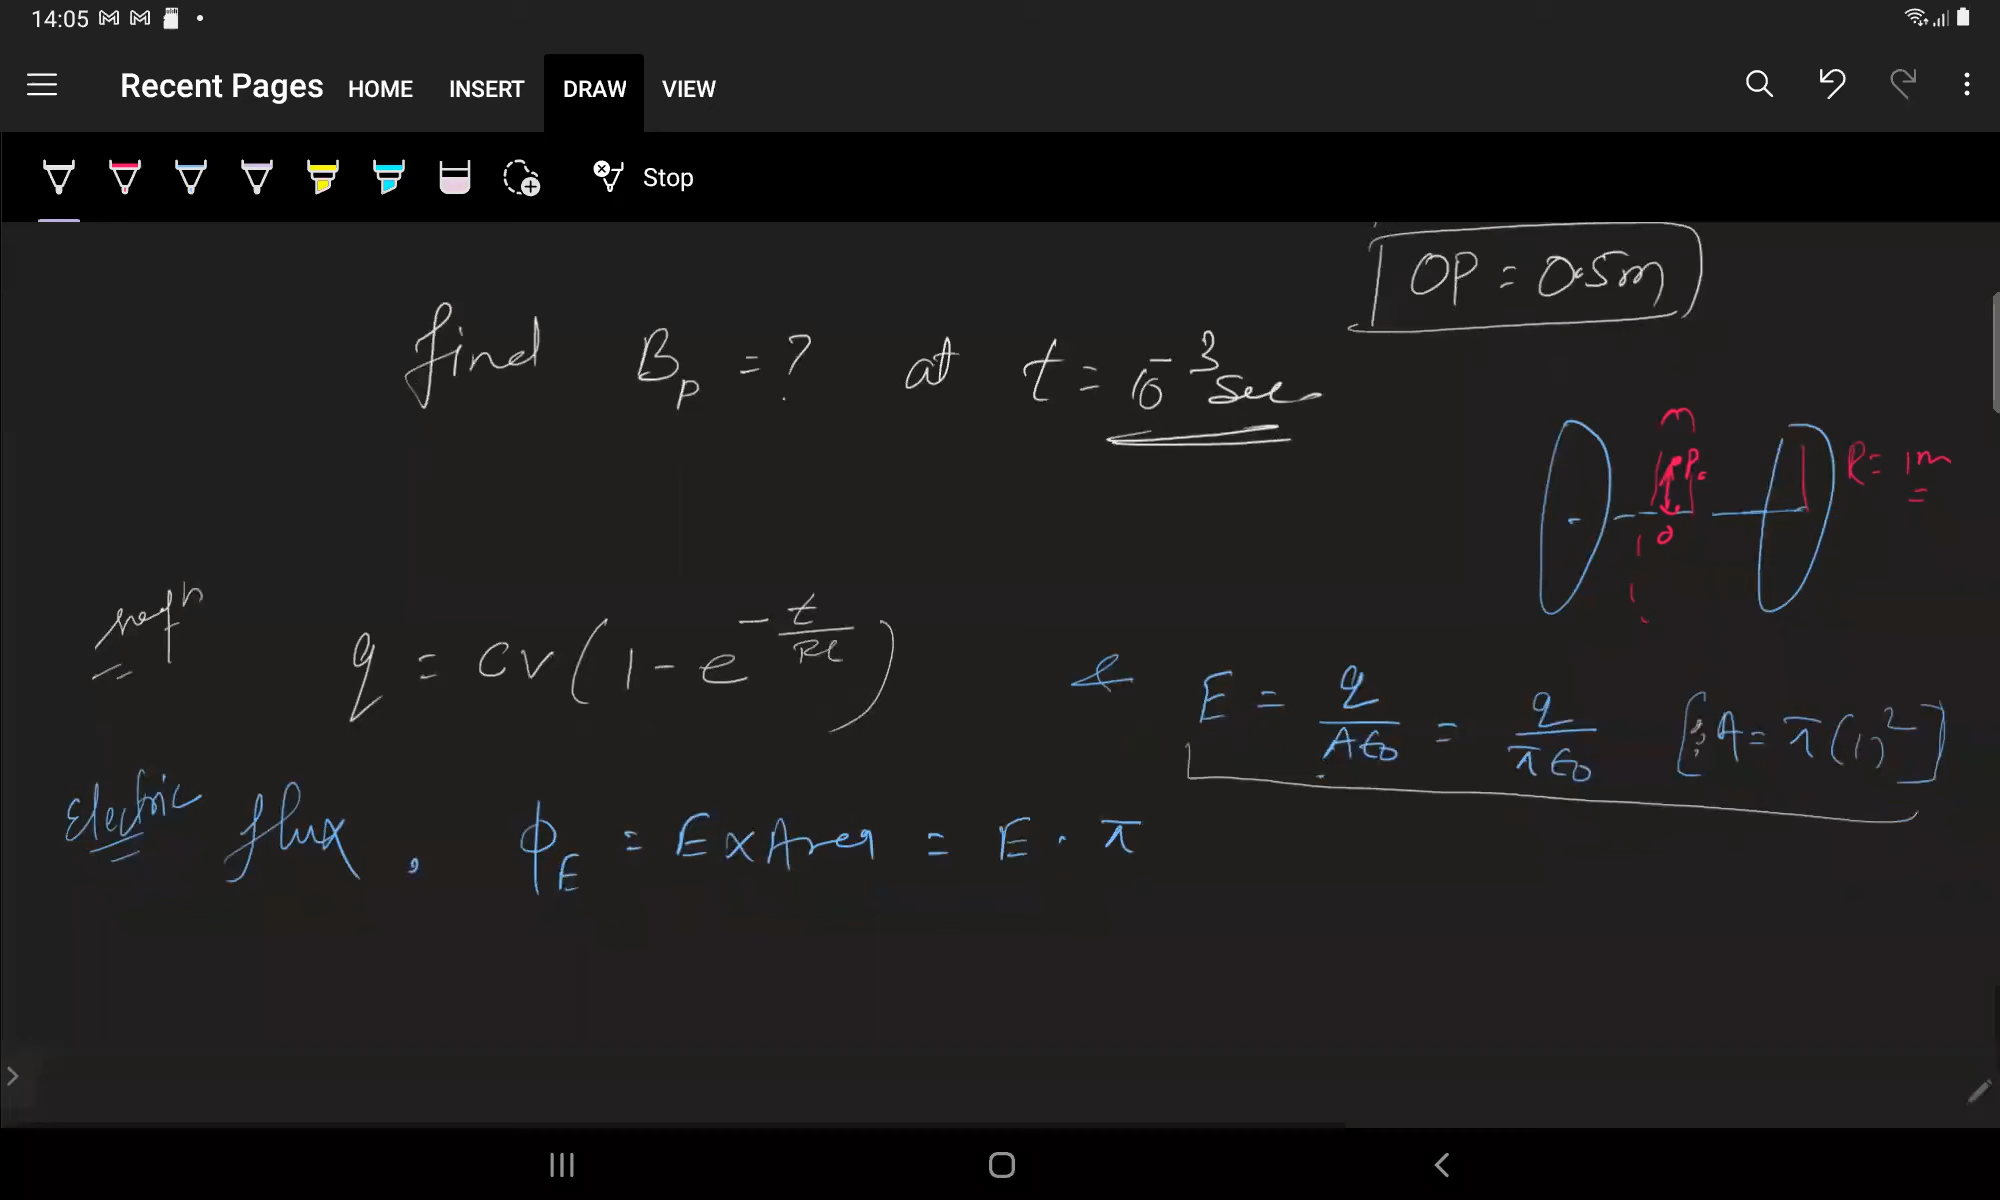 14:05
Recent Pages HOME INSERT DRAW VIEW
Stop
OP = 0.5m
find B_p = ? at t = 10^-3 sec
P
R = 1m
O
q = CV(1 - e^(-t/RC)) & E = q/(Aε0) = q/(πε0) [∵ A = π(1)^2]
Electric flux, ϕ_E = E × Area = E · π